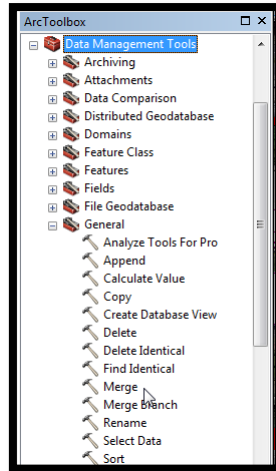 ArcToolbox
Data Management Tools
Archiving
Attachments
Data Comparison
Distributed Geodatabase
Domains
Feature Class
Features
Fields
File Geodatabase
General
Analyze Tools For Pro
Append
Calculate Value
Copy
Create Database View
Delete
Delete Identical
Find Identical
Merge
Merge Branch
Rename
Select Data
Sort